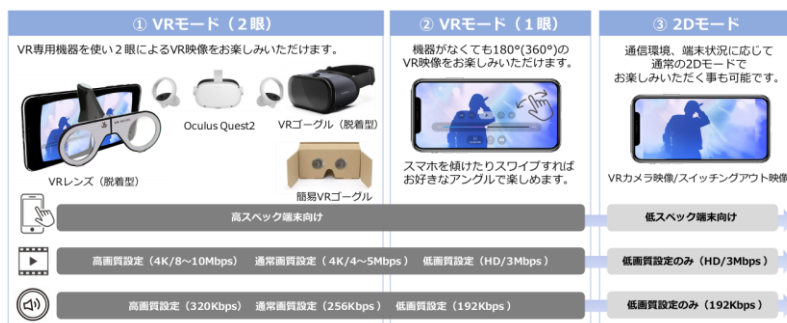 ① VRモード（２眼）
VR専用機器を使い２眼によるVR映像をお楽しみいただけます。
Oculus Quest2
VRゴーグル（脱着型）
VRレンズ（脱着型）
簡易VRゴーグル
② VRモード（１眼）
機器がなくても180°(360°)の
VR映像をお楽しみいただけます。
スマホを傾けたりスワイプすれば
お好きなアングルで楽しめます。
③ 2Dモード
通信環境、端末状況に応じて
通常の2Dモードで
お楽しみいただく事も可能です。
VRカメラ映像/スイッチングアウト映像
高スペック端末向け
低スペック端末向け
高画質設定（4K/8～10Mbps） 通常画質設定（ 4K/4～5Mbps ） 低画質設定（HD/3Mbps ）
低画質設定のみ（HD/3Mbps ）
高画質設定（320Kbps） 通常画質設定（256Kbps ） 低画質設定（192Kbps ）
低画質設定のみ（192Kbps ）